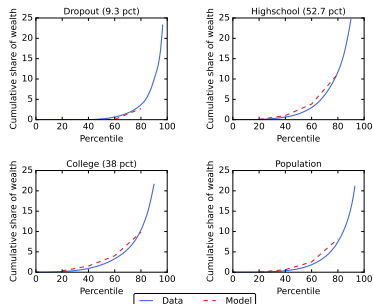 Dropout (9.3 pct)
Cumulative share of wealth
25
20
15
10
5
0
0 20 40 60 80 100
Percentile
Highschool (52.7 pct)
Cumulative share of wealth
25
20
15
10
5
0
0 20 40 60 80 100
Percentile
College (38 pct)
Cumulative share of wealth
25
20
15
10
5
0
0 20 40 60 80 100
Percentile
Population
Cumulative share of wealth
25
20
15
10
5
0
0 20 40 60 80 100
Percentile
Data Model